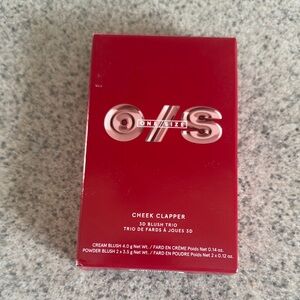 O//S
ONE/SIZE
CHEEK CLAPPER
3D BLUSH TRIO
TRIO DE FARDS À JOUES 3D
CREAM BLUSH 4.0 g Net Wt. / FARD EN CRÈME Poids Net 0.14 oz.
POWDER BLUSH 2 x 3.5 g Net Wt. / FARD EN POUDRE Poids Net 2 x 0.12 oz.